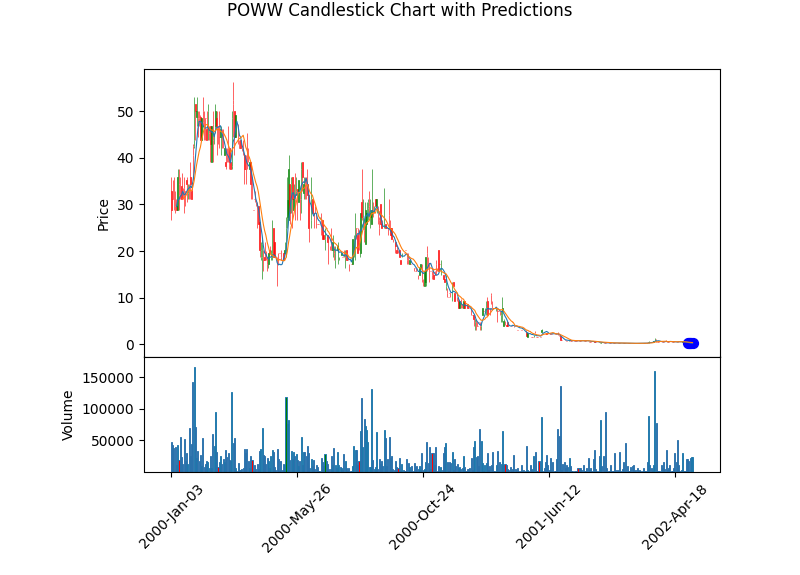 POWW Candlestick Chart with Predictions
Price
50
40
30
20
10
0
Volume
150000
100000
50000
2000-Jan-03
2000-May-26
2000-Oct-24
2001-Jun-12
2002-Apr-18